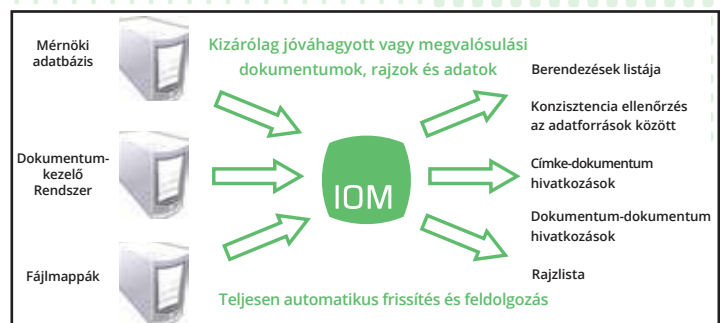 Mérnöki
adatbázis
Dokumentum-
kezelő
Rendszer
Fájlmappák
Kizárólag jóváhagyott vagy megvalósulási
dokumentumok, rajzok és adatok
IOM
Teljesen automatikus frissítés és feldolgozás
Berendezések listája
Konzisztencia ellenőrzés
az adatforrások között
Címke-dokumentum
hivatkozások
Dokumentum-dokumentum
hivatkozások
Rajzlista